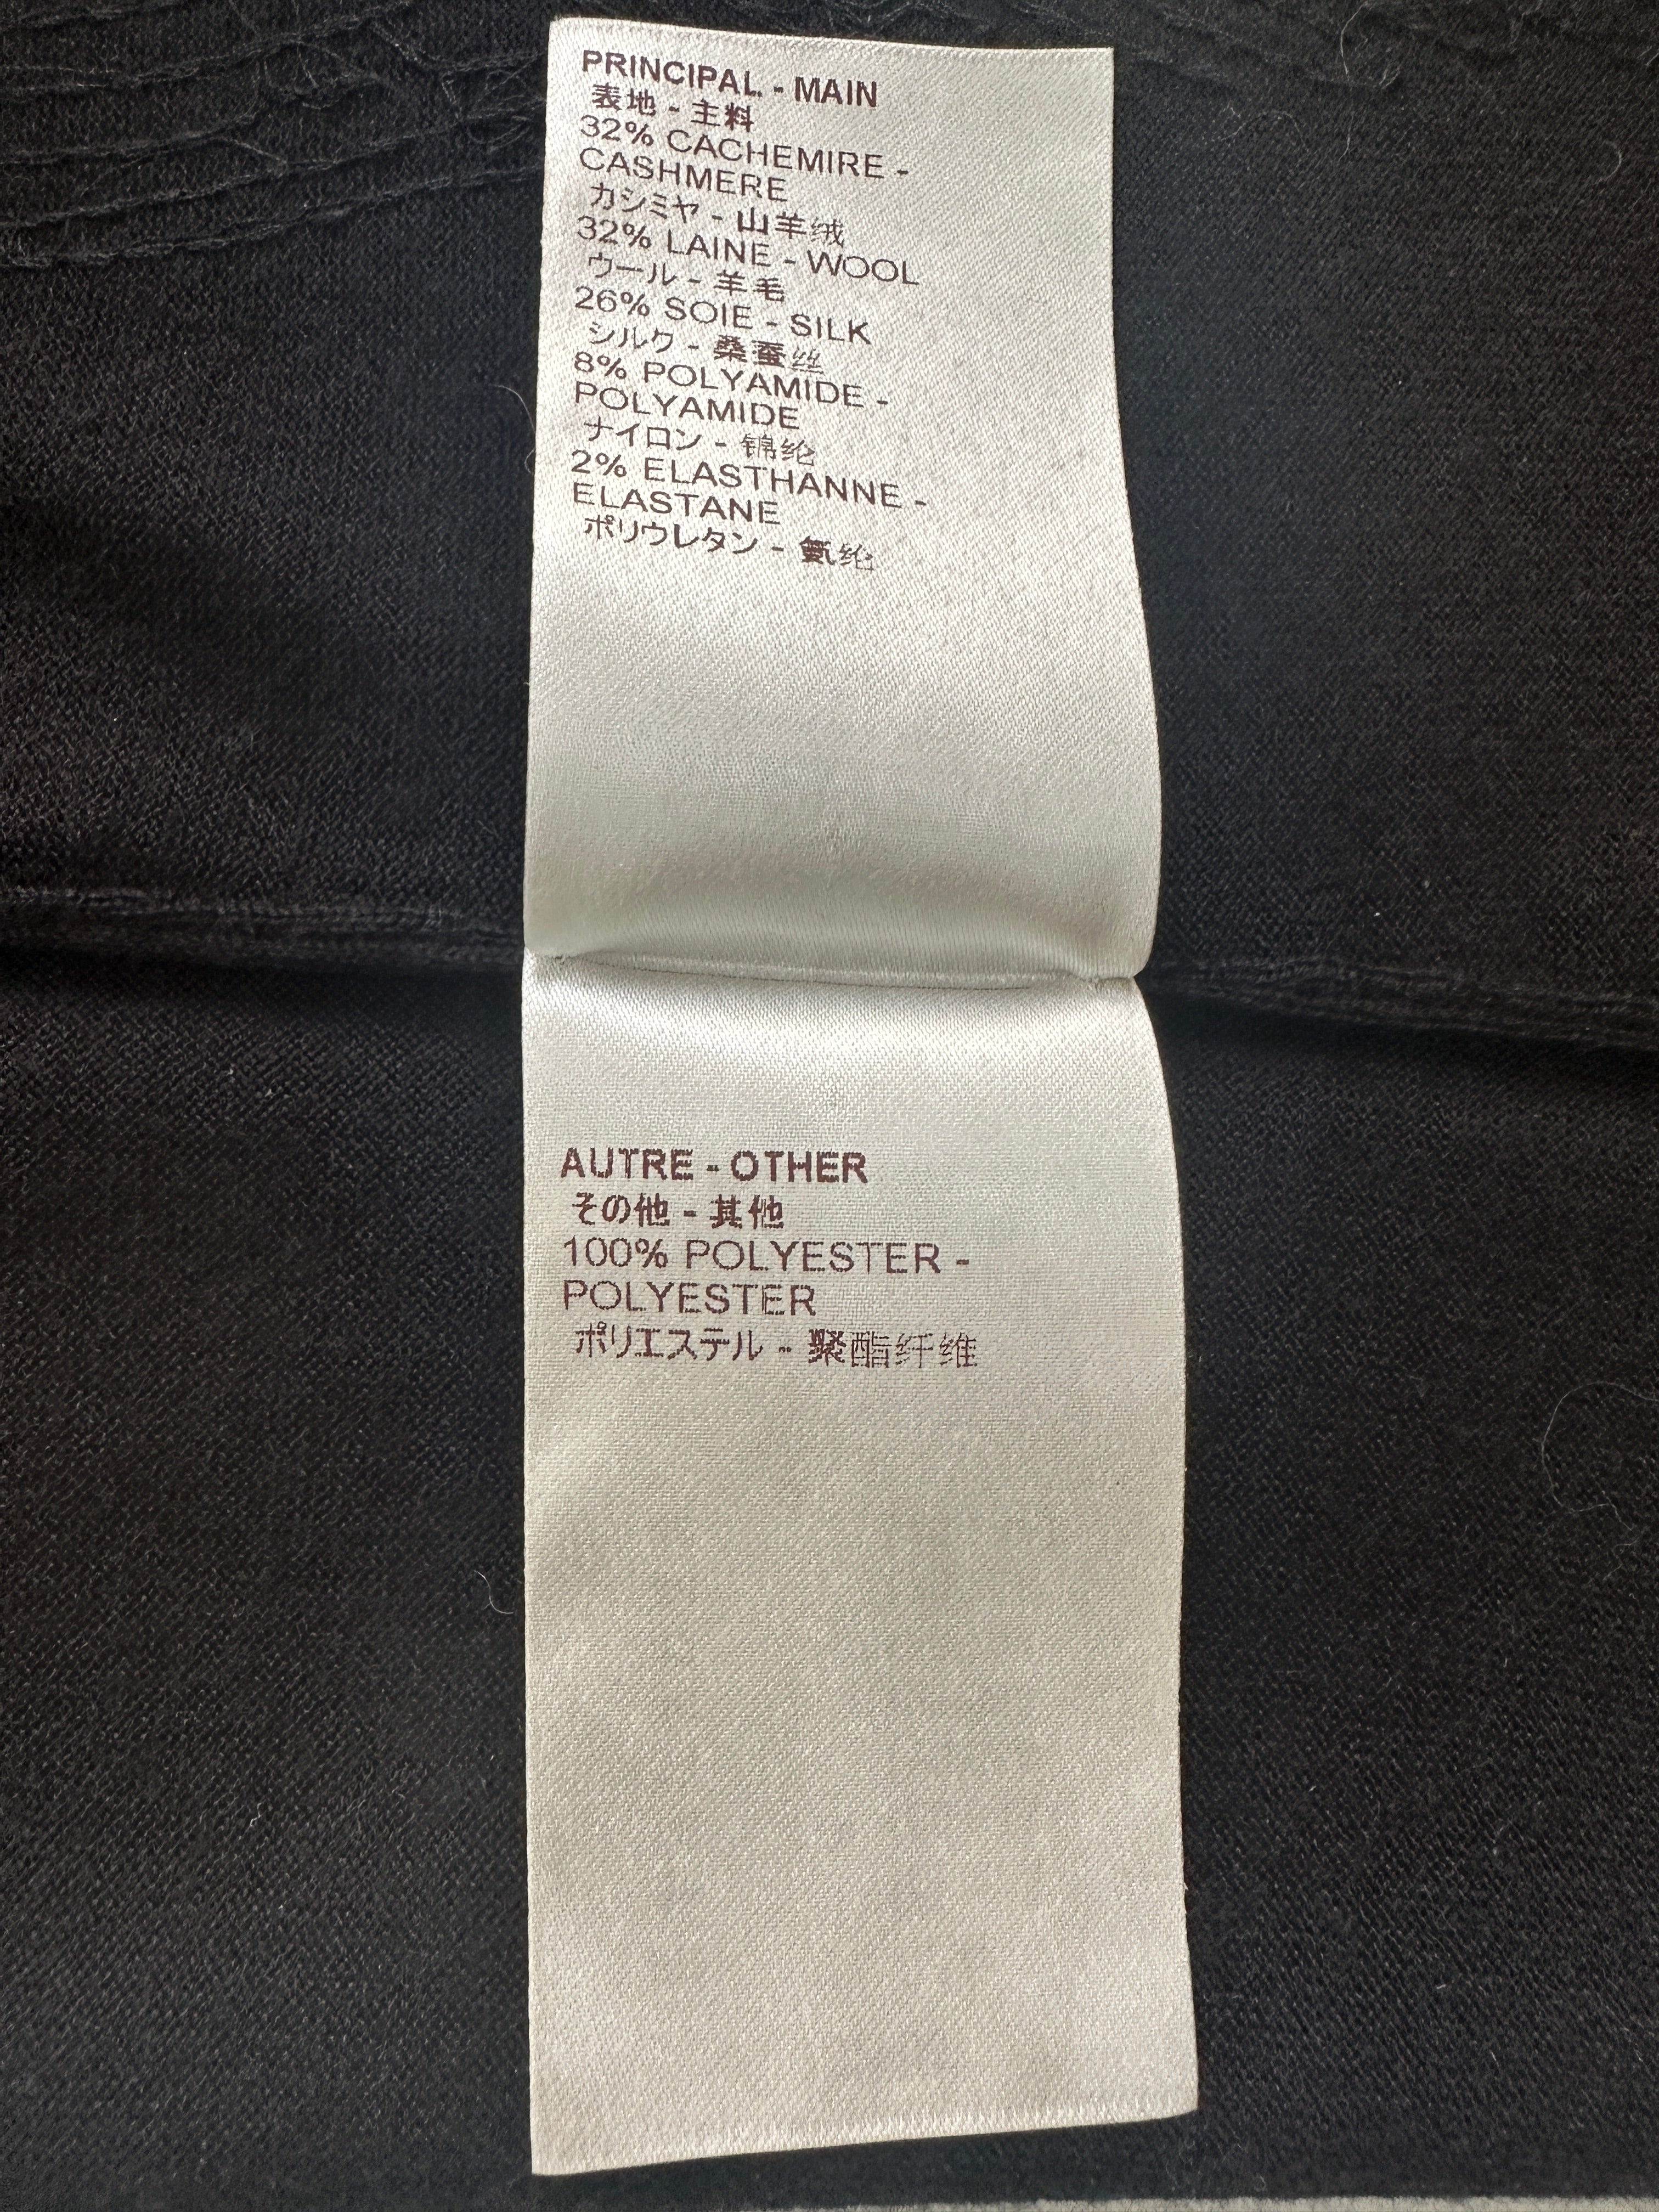 PRINCIPAL - MAIN
表地 - 主料
32% CACHEMIRE -
CASHMERE
カシミヤ - 山羊绒
32% LAINE - WOOL
ウール - 羊毛
26% SOIE - SILK
シルク - 桑蚕丝
8% POLYAMIDE -
POLYAMIDE
ナイロン - 锦纶
2% ELASTHANNE -
ELASTANE
ポリウレタン - 氨纶
AUTRE - OTHER
その他 - 其他
100% POLYESTER -
POLYESTER
ポリエステル - 聚酯纤维